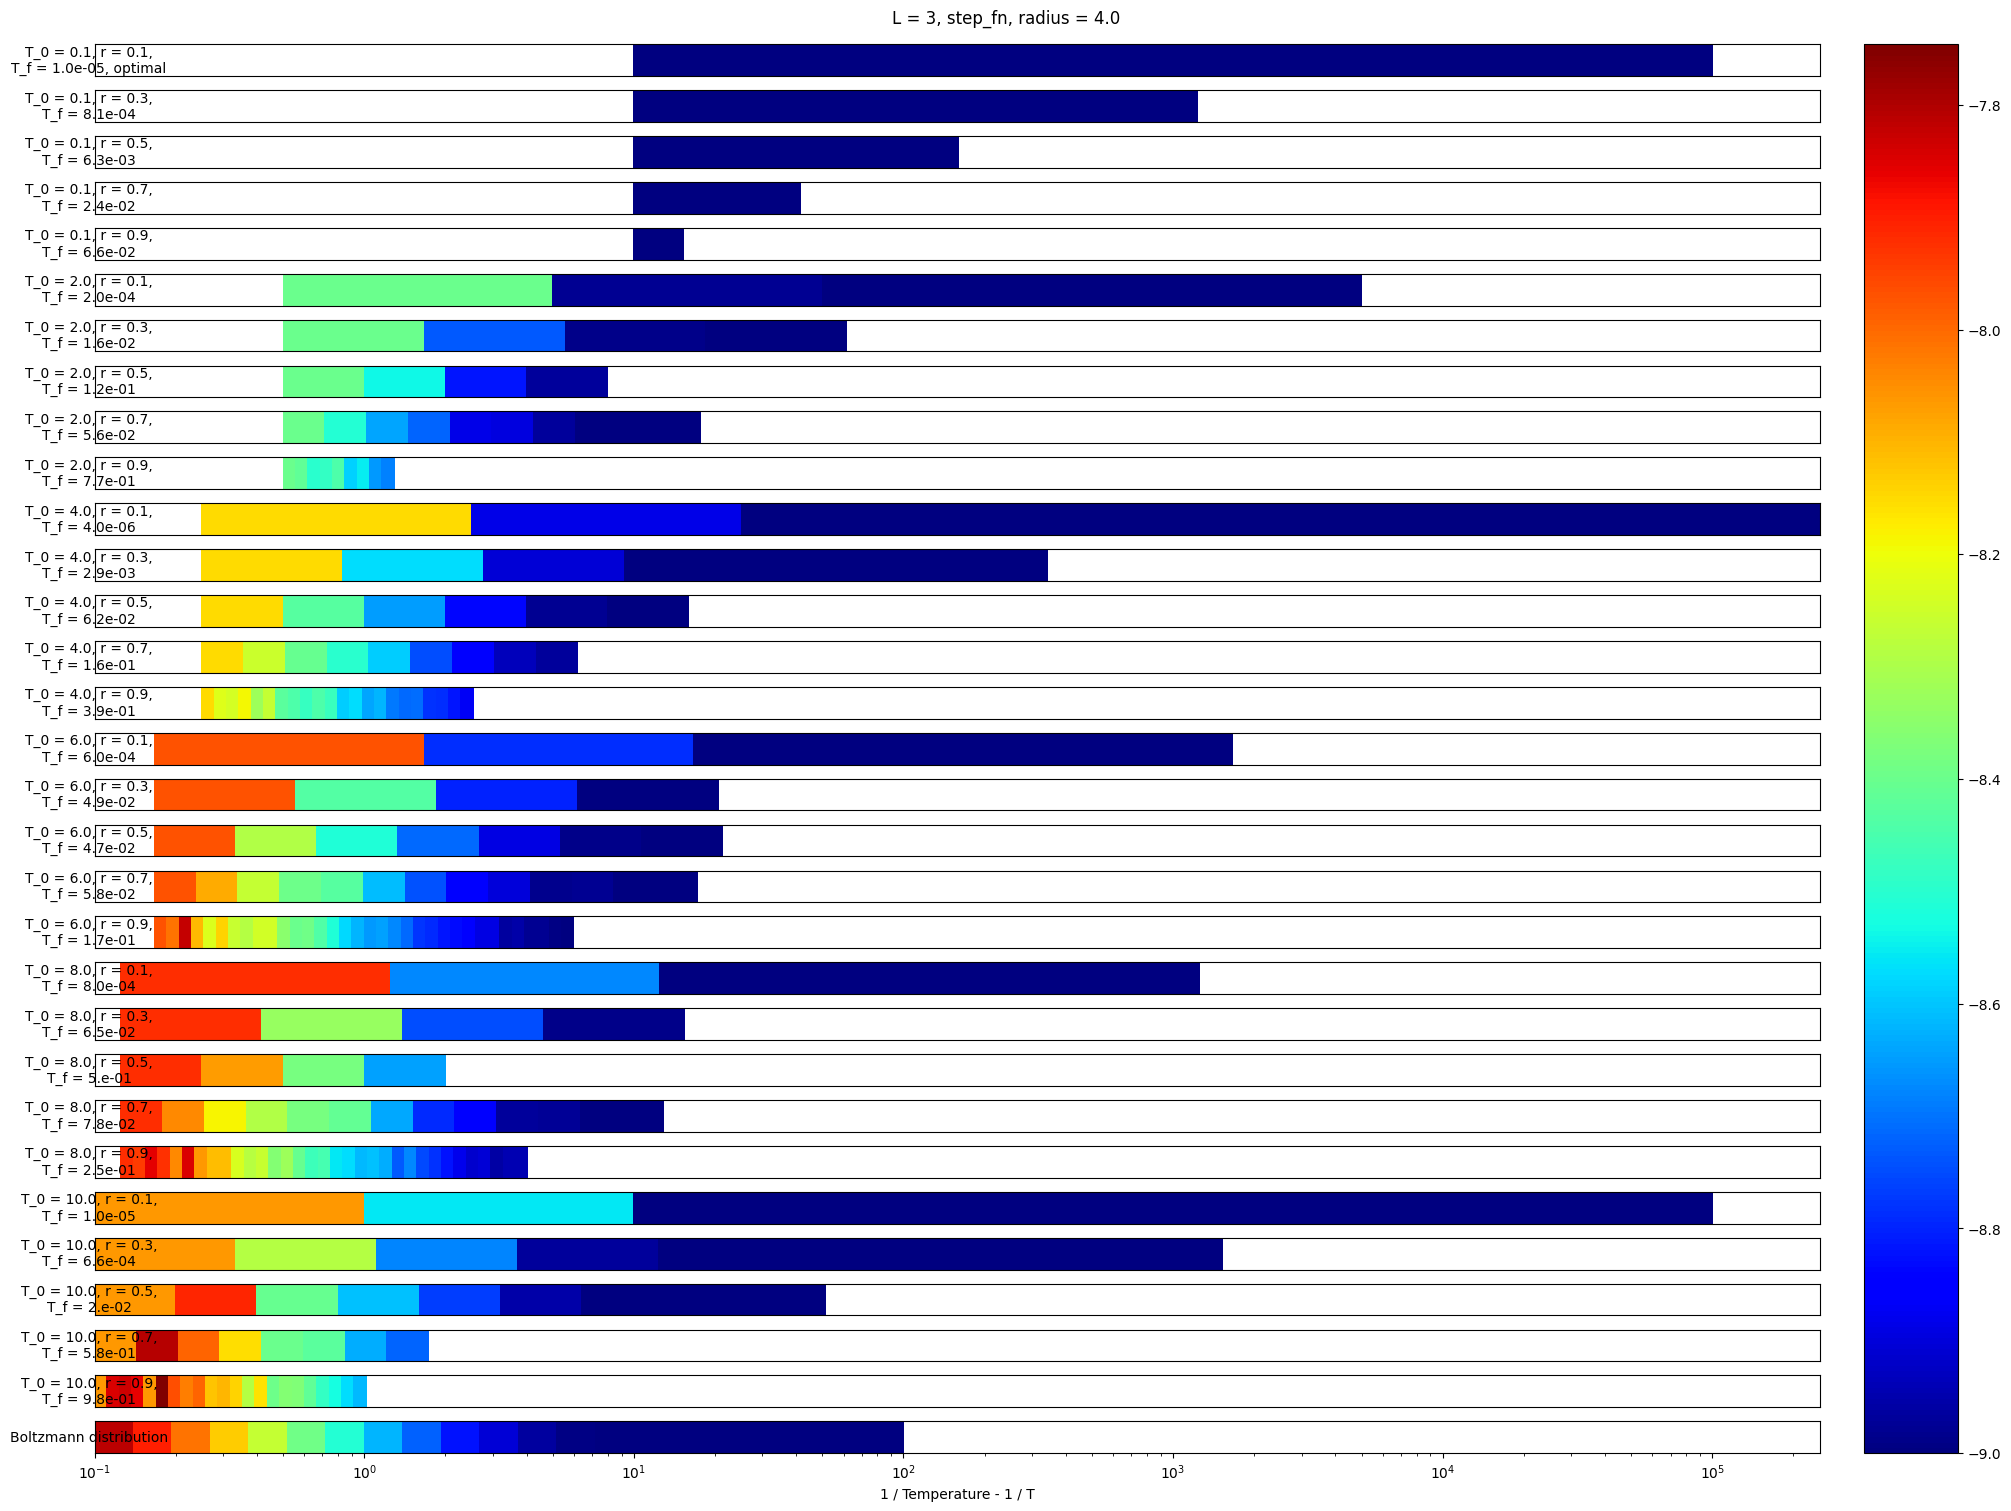 L = 3, step_fn, radius = 4.0
T_0 = 0.1, r = 0.1,
T_f = 1.0e-05, optimal
T_0 = 0.1, r = 0.3,
T_f = 8.1e-04
T_0 = 0.1, r = 0.5,
T_f = 6.3e-03
T_0 = 0.1, r = 0.7,
T_f = 2.4e-02
T_0 = 0.1, r = 0.9,
T_f = 6.6e-02
T_0 = 2.0, r = 0.1,
T_f = 2.0e-04
T_0 = 2.0, r = 0.3,
T_f = 1.6e-02
T_0 = 2.0, r = 0.5,
T_f = 1.2e-01
T_0 = 2.0, r = 0.7,
T_f = 5.6e-02
T_0 = 2.0, r = 0.9,
T_f = 7.7e-01
T_0 = 4.0, r = 0.1,
T_f = 4.0e-06
T_0 = 4.0, r = 0.3,
T_f = 2.9e-03
T_0 = 4.0, r = 0.5,
T_f = 6.2e-02
T_0 = 4.0, r = 0.7,
T_f = 1.6e-01
T_0 = 4.0, r = 0.9,
T_f = 3.9e-01
T_0 = 6.0, r = 0.1,
T_f = 6.0e-04
T_0 = 6.0, r = 0.3,
T_f = 4.9e-02
T_0 = 6.0, r = 0.5,
T_f = 4.7e-02
T_0 = 6.0, r = 0.7,
T_f = 5.8e-02
T_0 = 6.0, r = 0.9,
T_f = 1.7e-01
T_0 = 8.0, r = 0.1,
T_f = 8.0e-04
T_0 = 8.0, r = 0.3,
T_f = 6.5e-02
T_0 = 8.0, r = 0.5,
T_f = 5.e-01
T_0 = 8.0, r = 0.7,
T_f = 7.8e-02
T_0 = 8.0, r = 0.9,
T_f = 2.5e-01
T_0 = 10.0, r = 0.1,
T_f = 1.0e-05
T_0 = 10.0, r = 0.3,
T_f = 6.6e-04
T_0 = 10.0, r = 0.5,
T_f = 2.e-02
T_0 = 10.0, r = 0.7,
T_f = 5.8e-01
T_0 = 10.0, r = 0.9,
T_f = 9.8e-01
Boltzmann distribution
10⁻¹ 10⁰ 10¹ 10² 10³ 10⁴ 10⁵
1 / Temperature - 1 / T
−7.8
−8.0
−8.2
−8.4
−8.6
−8.8
−9.0